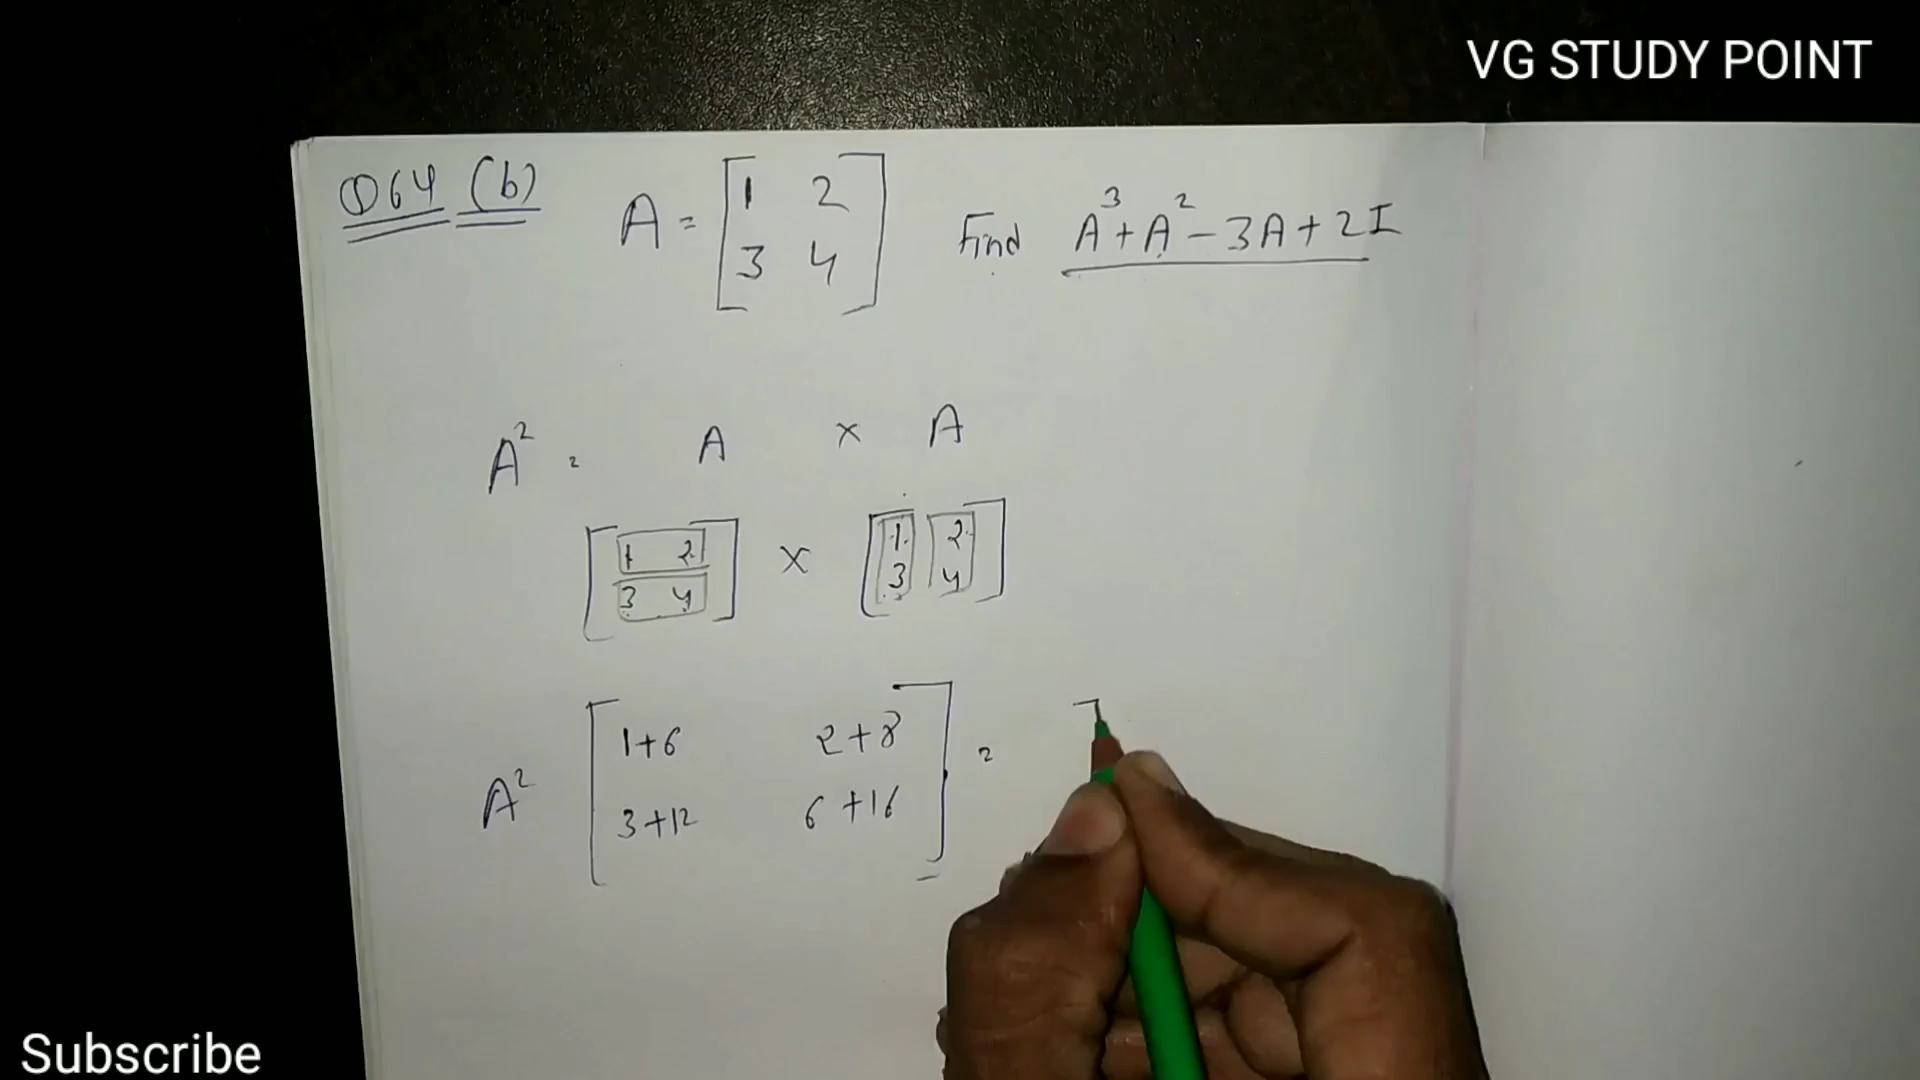 VG STUDY POINT
Q64 (b) A = [1 2 3 4] Find A³+A²-3A+2I
A² = A × A
[1 2 3 4] × [1 2 3 4]
A² [1+6 2+8 3+12 6+16] =
Subscribe